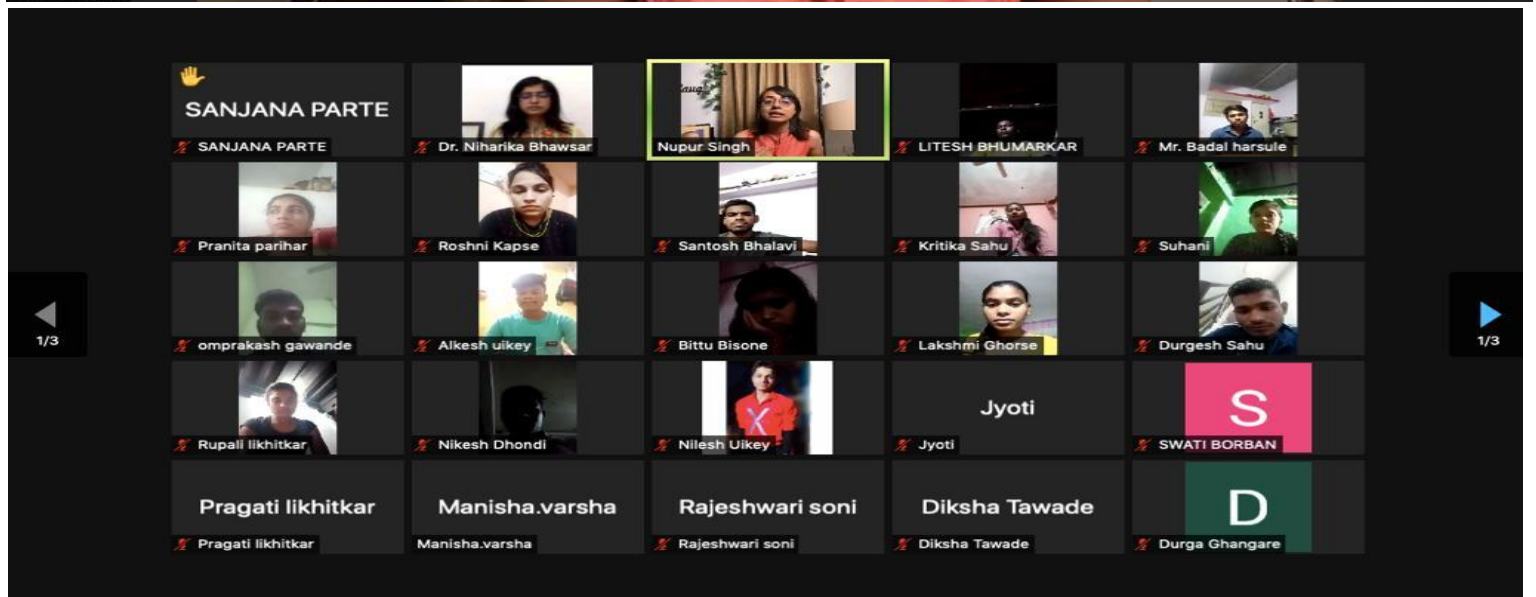 SANJANA PARTE
SANJANA PARTE
Dr. Niharika Bhawsar
Nupur Singh
LITESH BHUMARKAR
Mr. Badal harsule
Pranita parihar
Roshni Kapse
Santosh Bhalavi
Kritika Sahu
Suhani
omprakash gawande
Alkesh uikey
Bittu Bisone
Lakshmi Ghorse
Durgesh Sahu
1/3
1/3
Rupali likhitkar
Nikesh Dhondi
X
Nilesh Uikey
Jyoti
Jyoti
S
SWATI BORBAN
Pragati likhitkar
Pragati likhitkar
Manisha.varsha
Manisha.varsha
Rajeshwari soni
Rajeshwari soni
Diksha Tawade
Diksha Tawade
D
Durga Ghangare